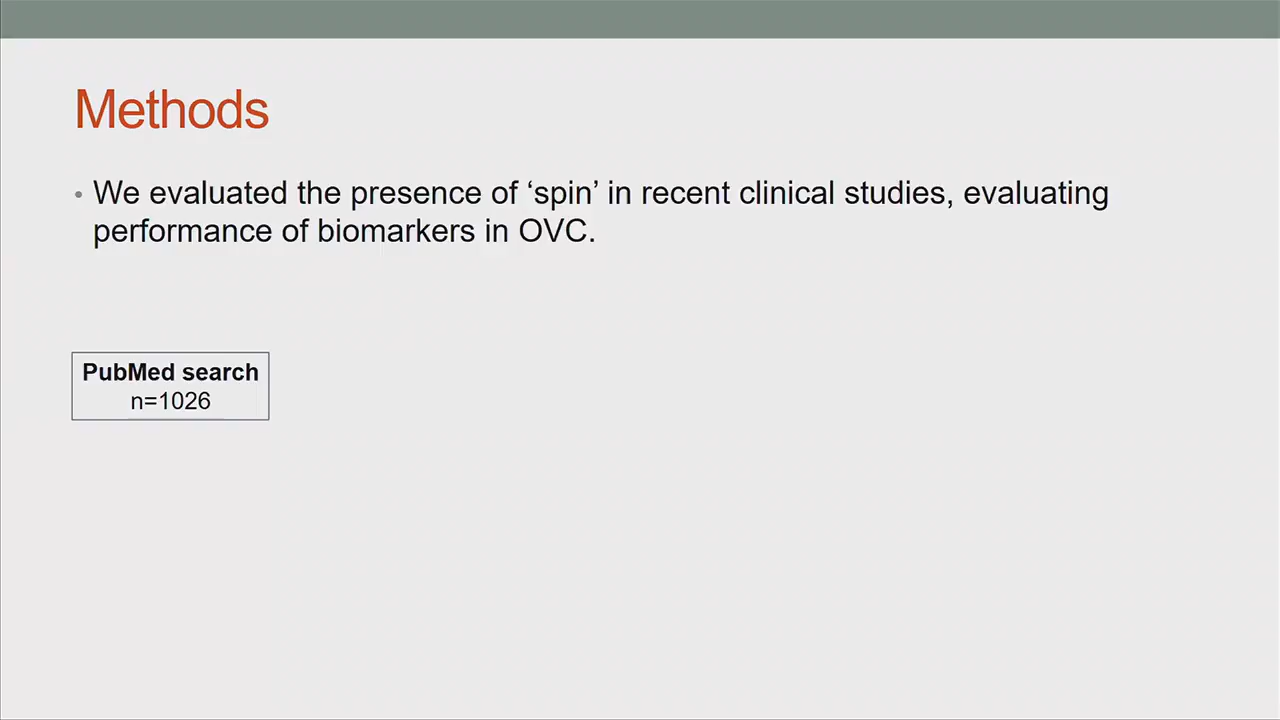 Methods
• We evaluated the presence of ‘spin’ in recent clinical studies, evaluating
performance of biomarkers in OVC.
PubMed search
n=1026